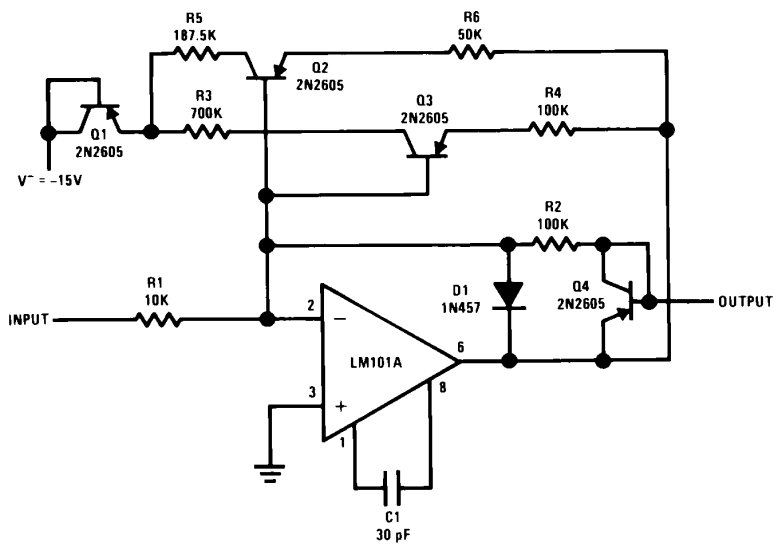 R5
187.5K
R6
50K
Q2
2N2605
Q3
2N2605
R4
100K
R3
700K
Q1
2N2605
V⁻ = –15V
R2
100K
D1
1N457
Q4
2N2605
OUTPUT
R1
10K
INPUT
2
–
LM101A
6
3
+
8
1
C1
30 pF